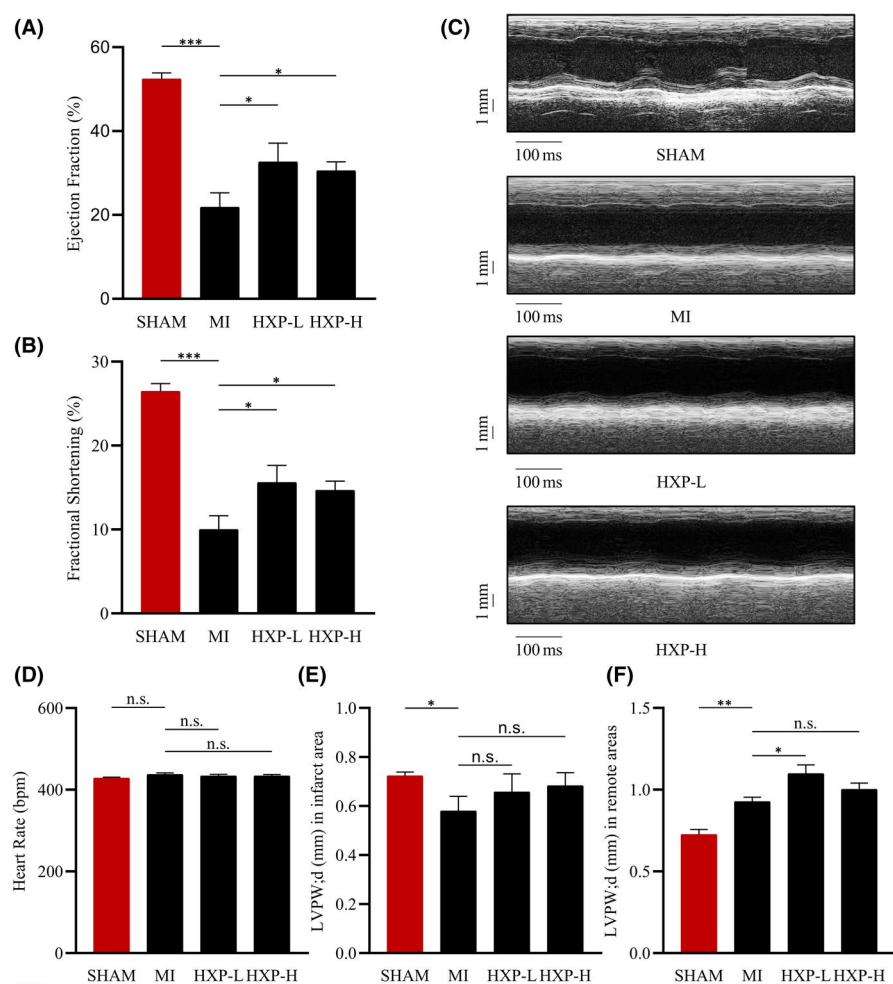 (A)
Ejection Fraction (%)
60
40
20
0
***
*
*
SHAM MI HXP-L HXP-H
(B)
Fractional Shortening (%)
30
20
10
0
***
*
*
SHAM MI HXP-L HXP-H
(C)
1 mm
100 ms SHAM
1 mm
100 ms MI
1 mm
100 ms HXP-L
1 mm
100 ms HXP-H
(D)
Heart Rate (bpm)
600
400
200
0
n.s.
n.s.
n.s.
SHAM MI HXP-L HXP-H
(E)
LVPW;d (mm) in infarct area
1.0
0.8
0.6
0.4
0.2
0.0
*
n.s.
n.s.
SHAM MI HXP-L HXP-H
(F)
LVPW;d (mm) in remote areas
1.5
1.0
0.5
0.0
**
n.s.
*
SHAM MI HXP-L HXP-H